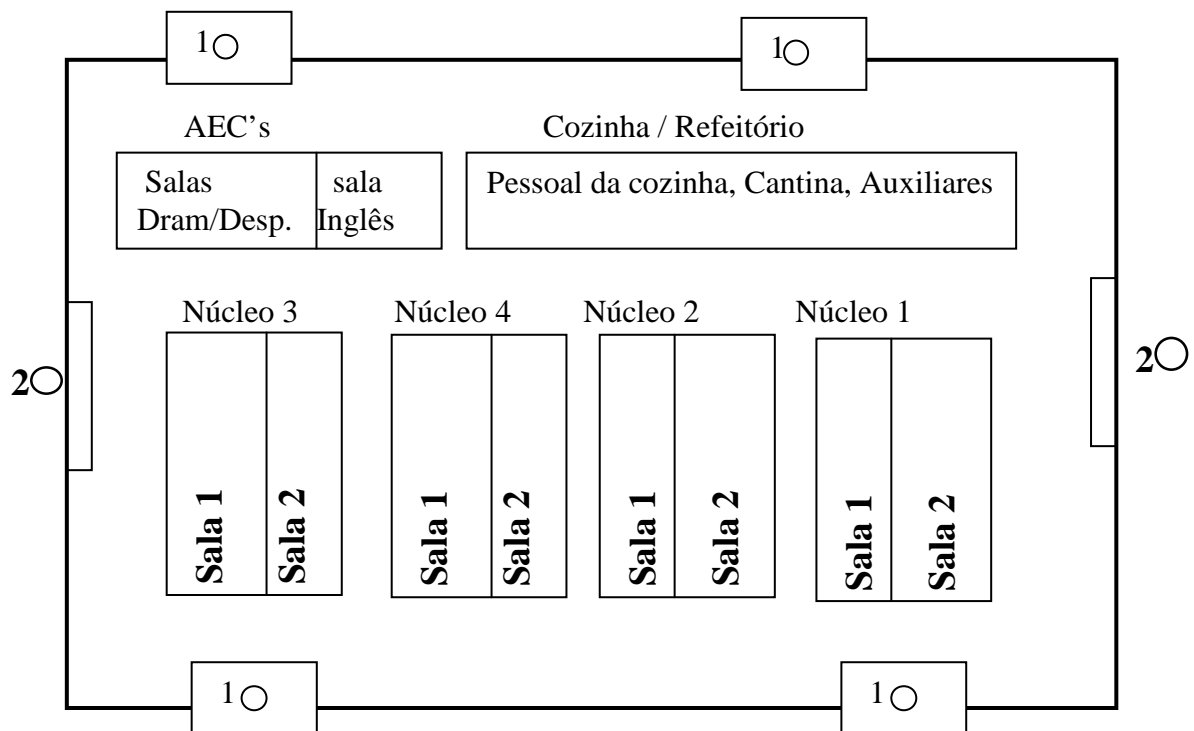 1
1
AEC's
Cozinha / Refeitório
Salas
Dram/Desp.
sala
Inglês
Pessoal da cozinha, Cantina, Auxiliares
Núcleo 3
Núcleo 4
Núcleo 2
Núcleo 1
2
2
Sala 1
Sala 2
Sala 1
Sala 2
Sala 1
Sala 2
Sala 1
Sala 2
1
1